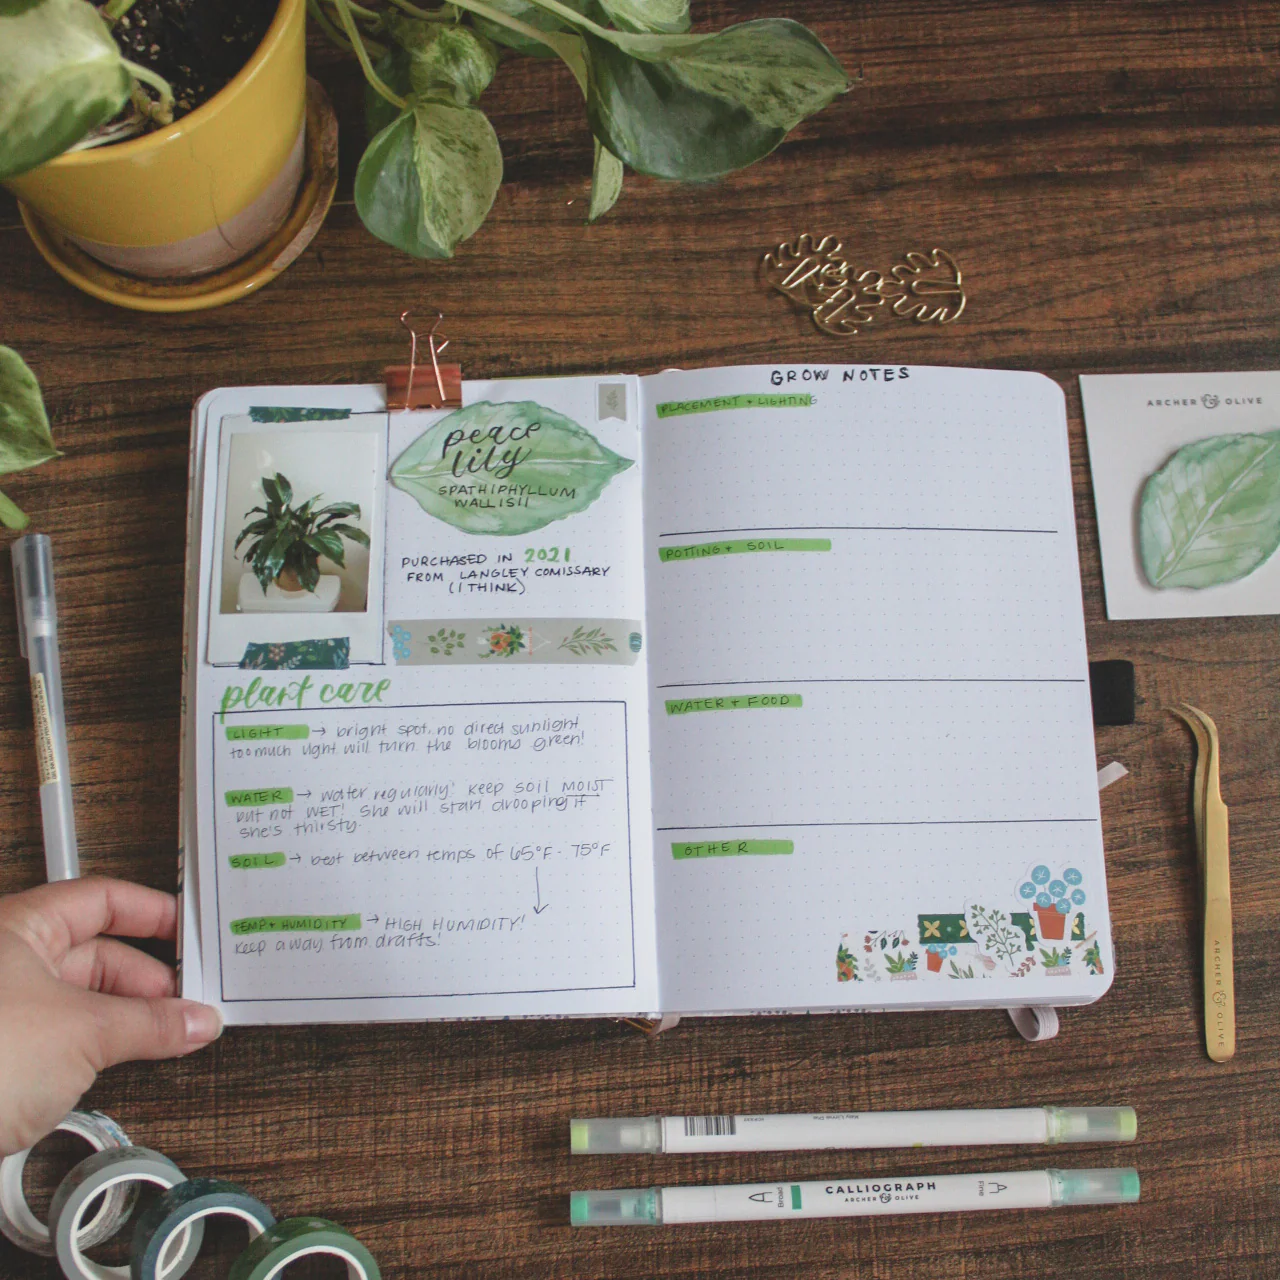 peace
lily
SPATHIPHYLLUM
WALLISII
PURCHASED IN 2021
FROM LANGLEY COMISSARY
(I THINK)
plant care
LIGHT → bright spot, no direct sunlight
too much light will turn the blooms green!
WATER → water regularly! keep soil MOIST
but not WET! She will start drooping if
she's thirsty.
SOIL → best between temps of 65°F - 75°F
TEMP + HUMIDITY → HIGH HUMIDITY!
keep away from drafts!
GROW NOTES
PLACEMENT + LIGHTING
POTTING + SOIL
WATER + FOOD
OTHER
ARCHER OLIVE
ARCHER OLIVE
Broad
CALLIOGRAPH
ARCHER OLIVE
Fine